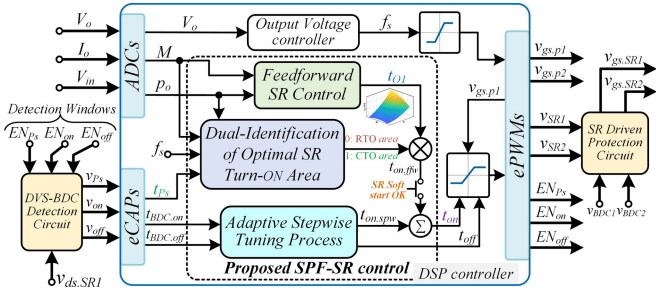 V_o
I_o
V_in
ADCs
V_o
M
p_o
Output Voltage
controller
f_s
Feedforward
SR Control
t_O1
Dual-Identification
of Optimal SR
Turn-ON Area
0: RTO area
1: CTO area
f_s
t_on,ffw
SR Soft
start OK
Σ
t_on
t_off
Adaptive Stepwise
Tuning Process
t_on.spw
Proposed SPF-SR control
DSP controller
Detection Windows
EN_Ps
EN_on
EN_off
DVS-BDC
Detection
Circuit
v_Ps
v_on
v_off
v_ds.SR1
eCAPs
t_Ps
t_BDC.on
t_BDC.off
v_gs.p1
ePWMs
v_gs.p1
v_gs.p2
v_SR1
v_SR2
v_gs.SR1
v_gs.SR2
SR Driven
Protection
Circuit
v_BDC1
v_BDC2
EN_Ps
EN_on
EN_off